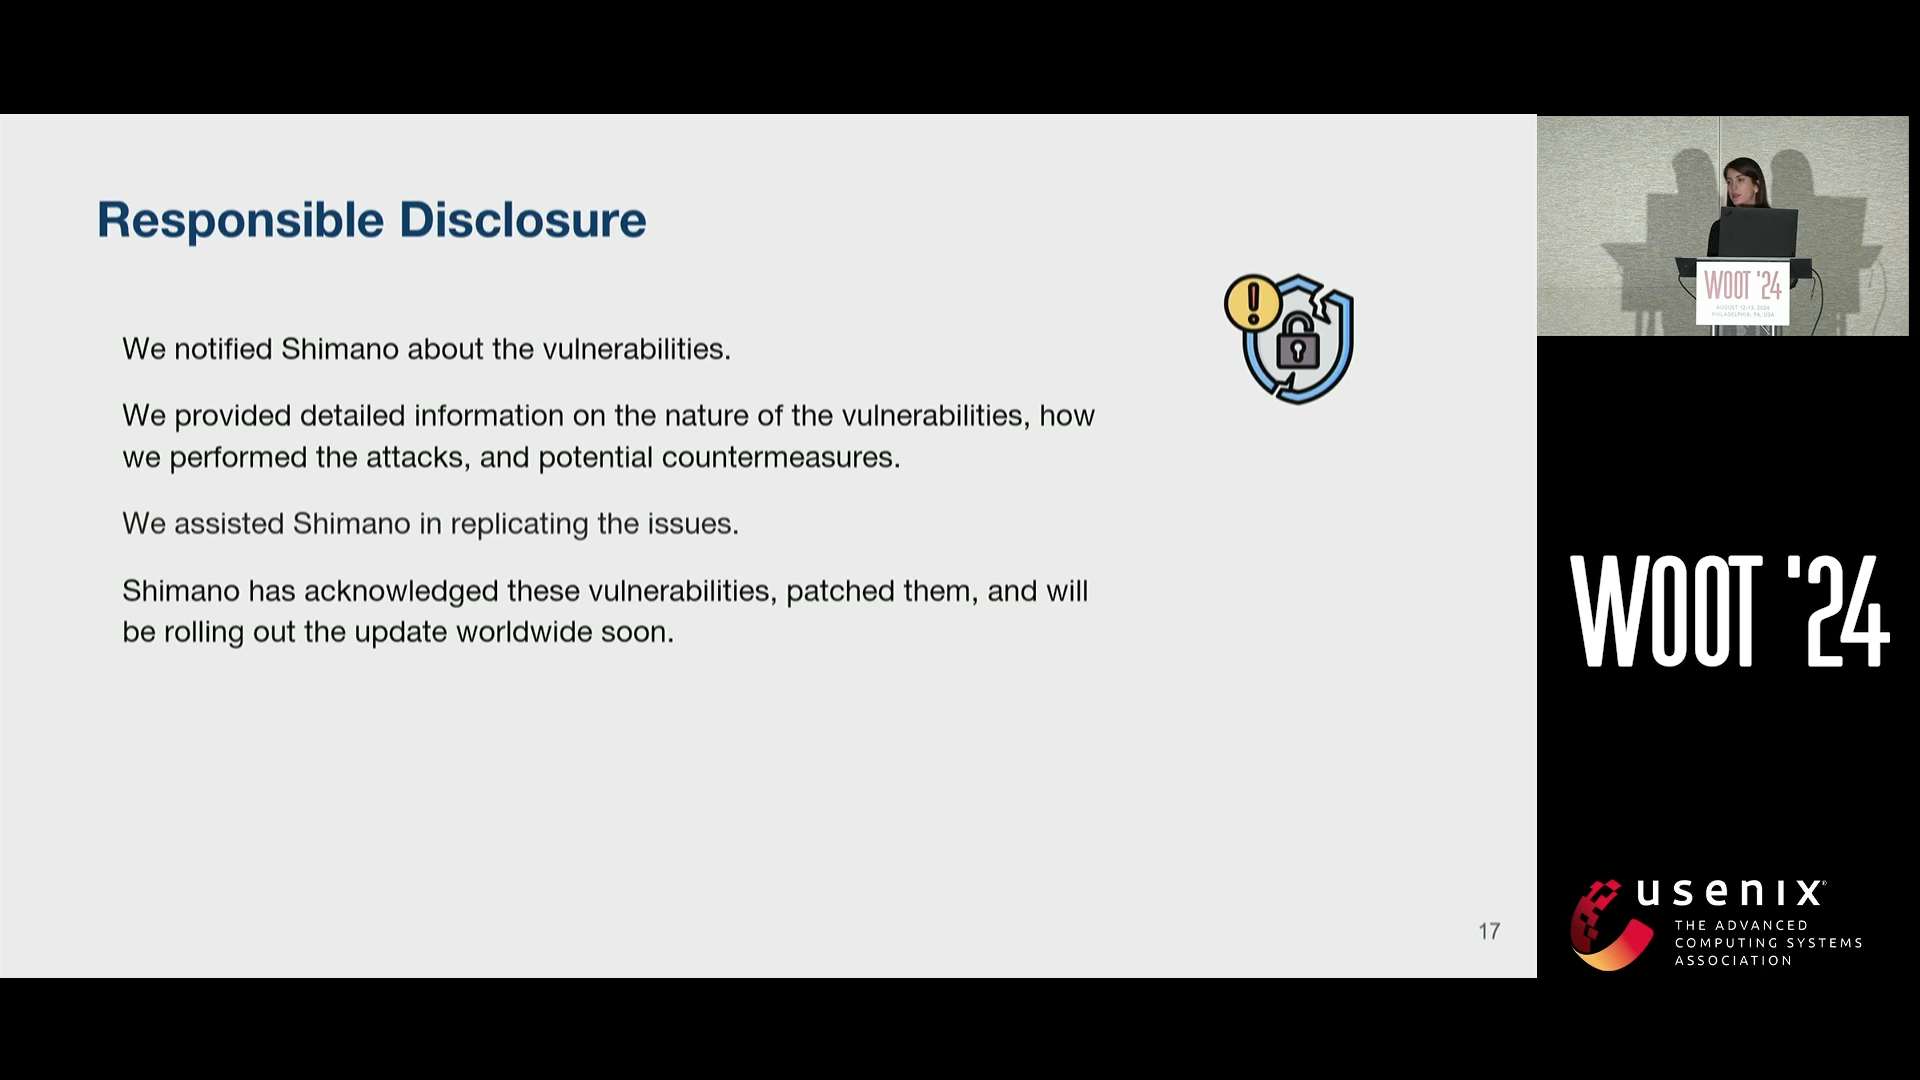 Responsible Disclosure
We notified Shimano about the vulnerabilities.
We provided detailed information on the nature of the vulnerabilities, how
we performed the attacks, and potential countermeasures.
We assisted Shimano in replicating the issues.
Shimano has acknowledged these vulnerabilities, patched them, and will
be rolling out the update worldwide soon.
17
WOOT '24
AUGUST 12–13, 2024
PHILADELPHIA, PA, USA
WOOT '24
usenix®
THE ADVANCED
COMPUTING SYSTEMS
ASSOCIATION